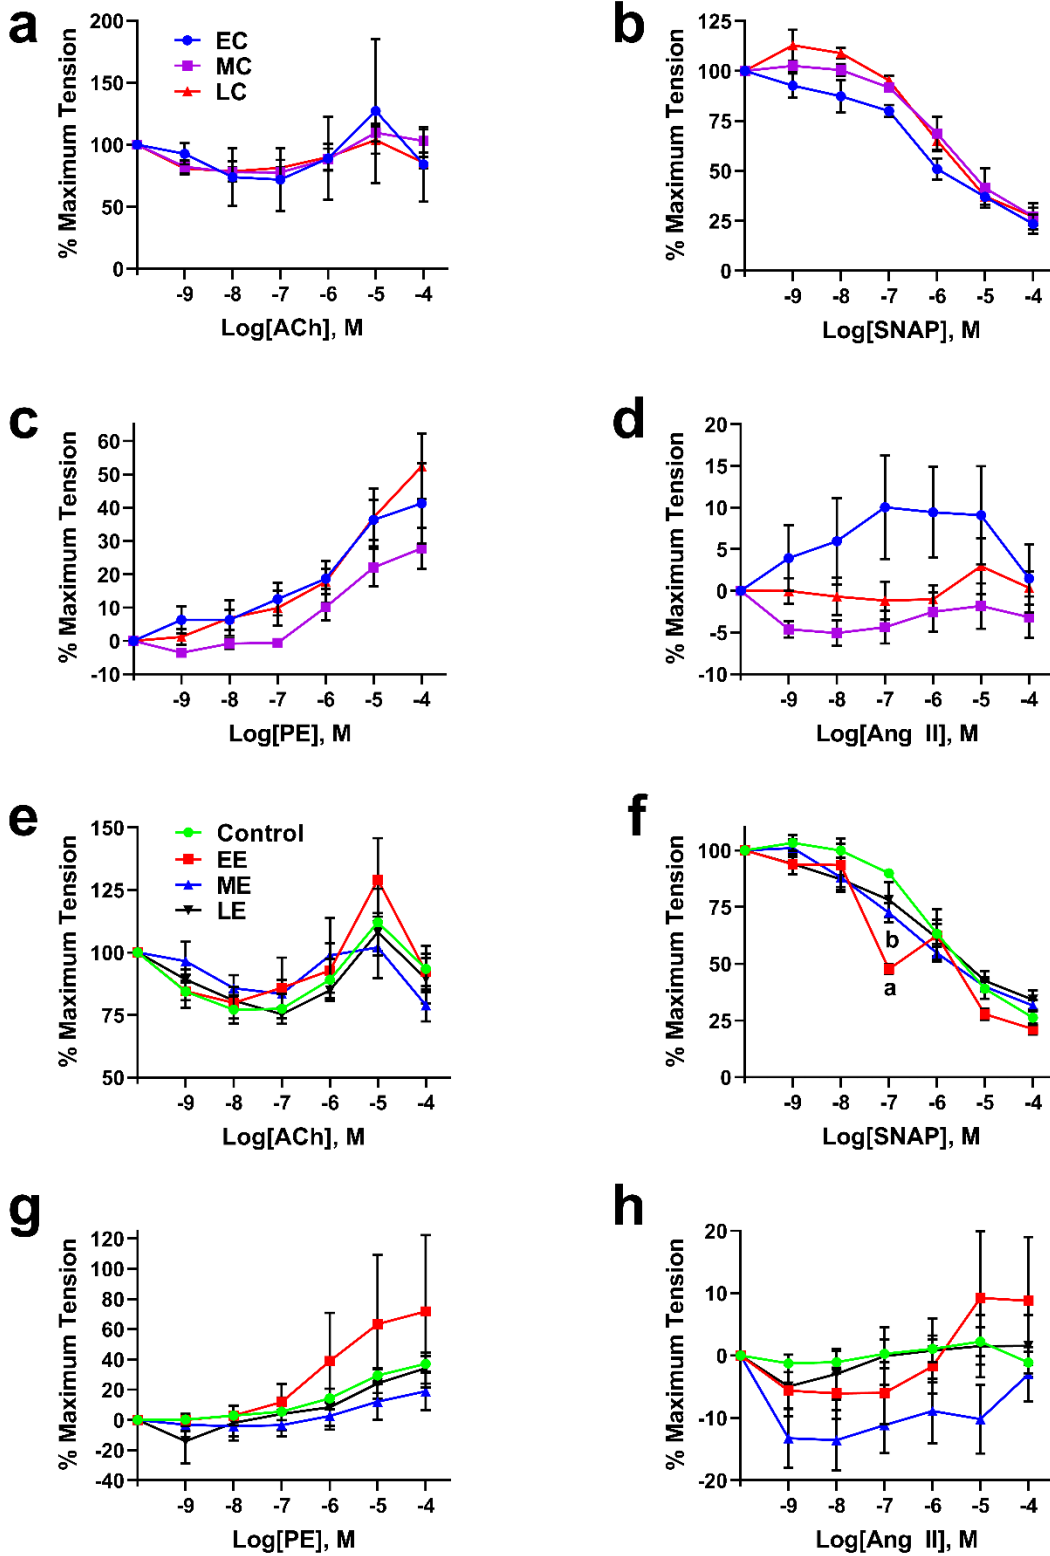 a
EC
MC
LC
% Maximum Tension
200
150
100
50
0
-9 -8 -7 -6 -5 -4
Log[ACh], M
b
% Maximum Tension
125
100
75
50
25
0
-9 -8 -7 -6 -5 -4
Log[SNAP], M
c
% Maximum Tension
60
50
40
30
20
10
0
-10
-9 -8 -7 -6 -5 -4
Log[PE], M
d
% Maximum Tension
20
15
10
5
0
-5
-10
-9 -8 -7 -6 -5 -4
Log[Ang II], M
e
Control
EE
ME
LE
% Maximum Tension
150
125
100
75
50
-9 -8 -7 -6 -5 -4
Log[ACh], M
f
% Maximum Tension
100
75
50
25
0
b
a
-9 -8 -7 -6 -5 -4
Log[SNAP], M
g
% Maximum Tension
120
100
80
60
40
20
0
-20
-40
-9 -8 -7 -6 -5 -4
Log[PE], M
h
% Maximum Tension
20
10
0
-10
-20
-9 -8 -7 -6 -5 -4
Log[Ang II], M